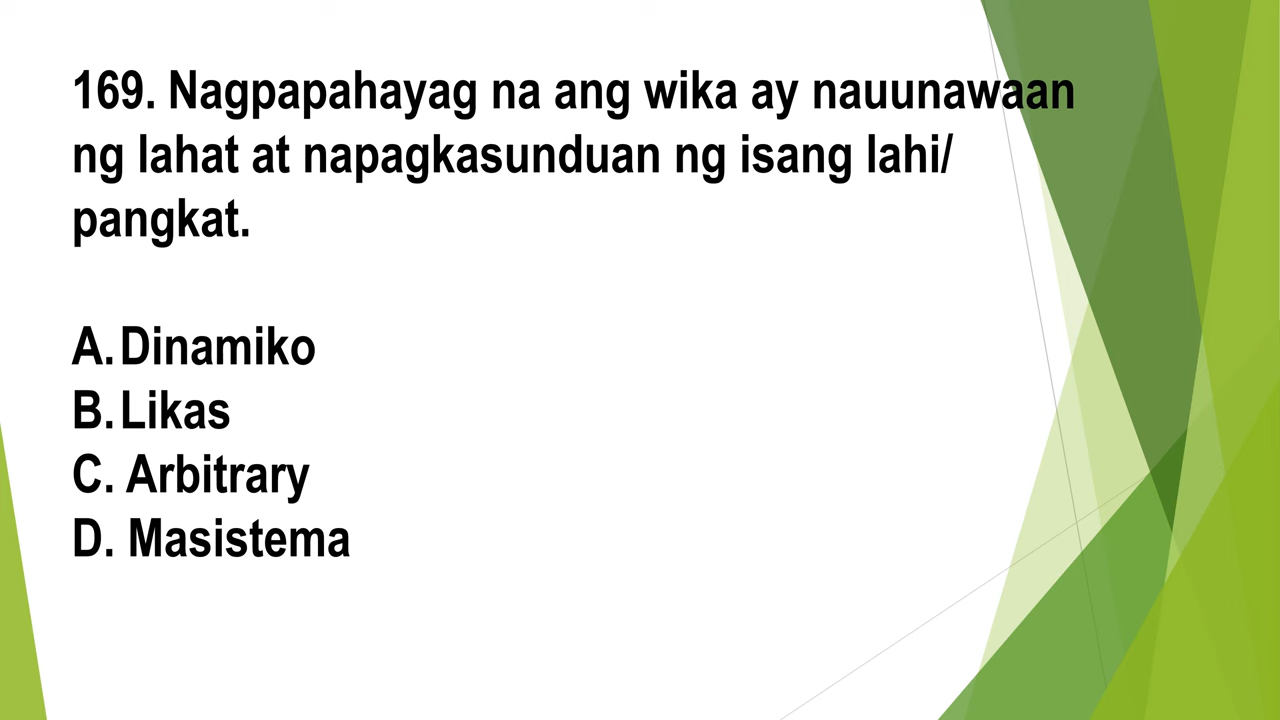 169. Nagpapahayag na ang wika ay nauunawaan
ng lahat at napagkasunduan ng isang lahi/
pangkat.
A. Dinamiko
B. Likas
C. Arbitrary
D. Masistema